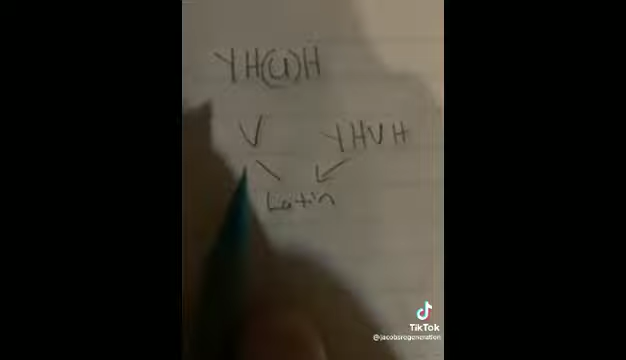 YH(U)H
V YHVH
Latin
TikTok
@jacobsregeneration